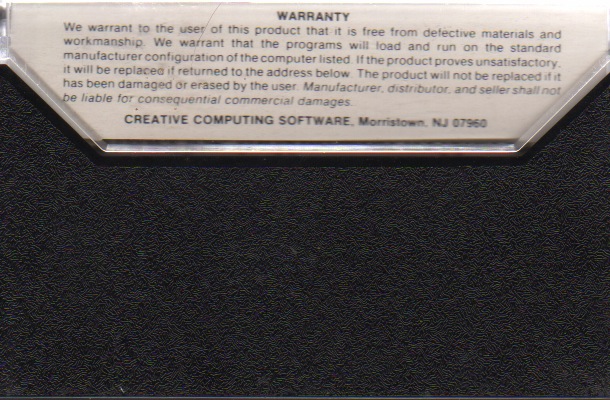 WARRANTY
We warrant to the user of this product that it is free from defective materials and
workmanship. We warrant that the programs will load and run on the standard
manufacturer configuration of the computer listed. If the product proves unsatisfactory,
it will be replaced if returned to the address below. The product will not be replaced if it
has been damaged or erased by the user. Manufacturer, distributor, and seller shall not
be liable for consequential commercial damages.
CREATIVE COMPUTING SOFTWARE, Morristown, NJ 07960